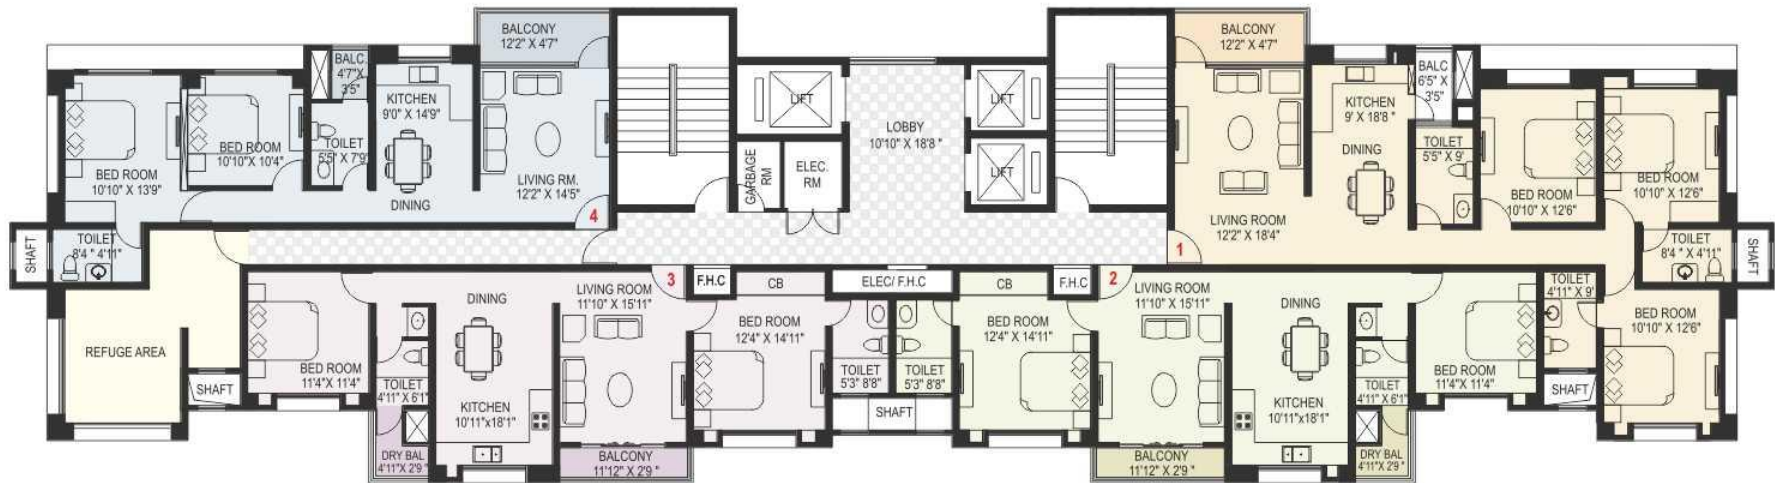 BALCONY
12'2" X 4'7"
BALC.
4'7"X
3'5"
KITCHEN
9'0" X 14'9"
BED ROOM
10'10" X 13'9"
BED ROOM
10'10"X 10'4"
TOILET
5'5" X 7'9"
DINING
LIVING RM.
12'2" X 14'5"
4
TOILET
8'4 " 4'11"
SHAFT
LIFT
GARBAGE
RM
ELEC.
RM
LOBBY
10'10" X 18'8 "
LIFT
LIFT
BALCONY
12'2" X 4'7"
BALC
6'5" X
3'5"
KITCHEN
9' X 18'8 "
DINING
TOILET
5'5" X 9'
LIVING ROOM
12'2" X 18'4"
1
BED ROOM
10'10" X 12'6"
BED ROOM
10'10" X 12'6"
TOILET
8'4 " X 4'11"
SHAFT
REFUGE AREA
SHAFT
BED ROOM
11'4"X 11'4"
TOILET
4'11" X 6'1"
DRY BAL
4'11"X 2'9 "
DINING
KITCHEN
10'11"x18'1"
LIVING ROOM
11'10" X 15'11"
3
BALCONY
11'12" X 2'9 "
F.H.C
CB
BED ROOM
12'4" X 14'11"
ELEC/ F.H.C
TOILET
5'3" 8'8"
TOILET
5'3" 8'8"
SHAFT
CB
BED ROOM
12'4" X 14'11"
F.H.C
2
LIVING ROOM
11'10" X 15'11"
BALCONY
11'12" X 2'9 "
DINING
KITCHEN
10'11"x18'1"
TOILET
4'11" X 6'1"
DRY BAL
4'11"X 2'9 "
BED ROOM
11'4"X 11'4"
TOILET
4'11" X 9'
SHAFT
BED ROOM
10'10" X 12'6"